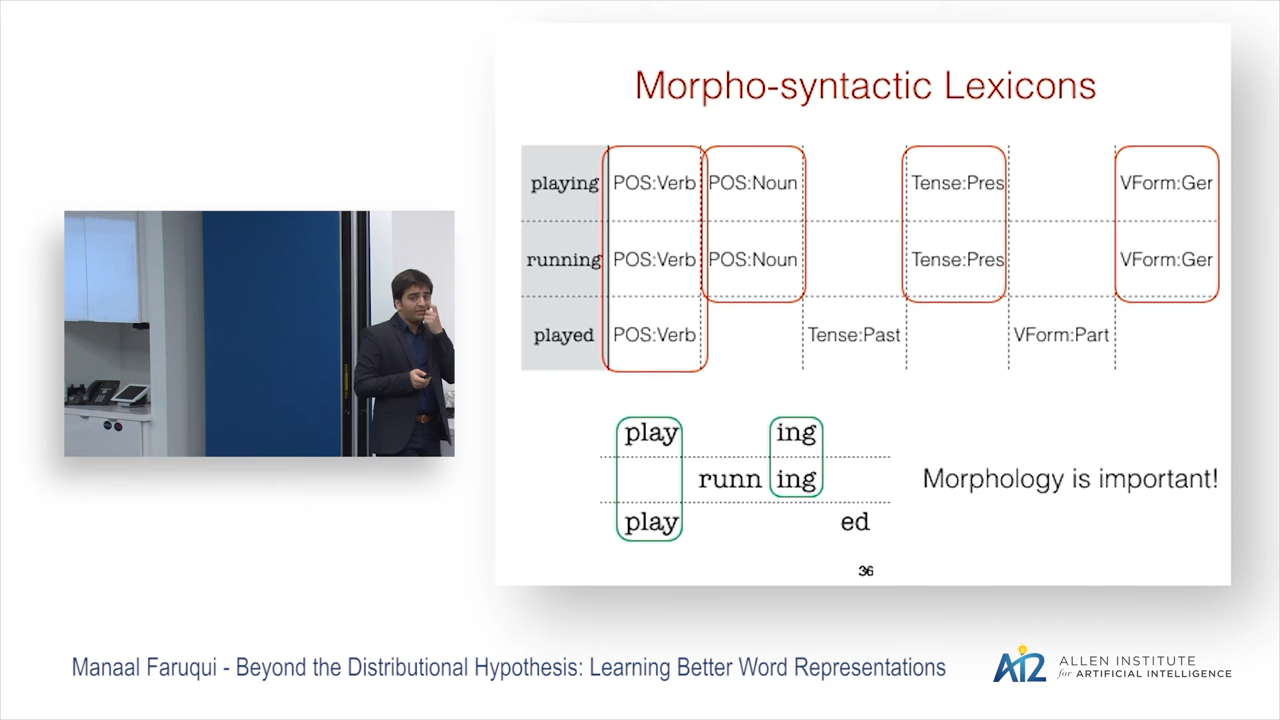 Morpho-syntactic Lexicons
playing POS:Verb POS:Noun Tense:Pres VForm:Ger
running POS:Verb POS:Noun Tense:Pres VForm:Ger
played POS:Verb Tense:Past VForm:Part
play ing
runn ing Morphology is important!
play ed
36
Manaal Faruqui - Beyond the Distributional Hypothesis: Learning Better Word Representations
AI2 ALLEN INSTITUTE
for ARTIFICIAL INTELLIGENCE